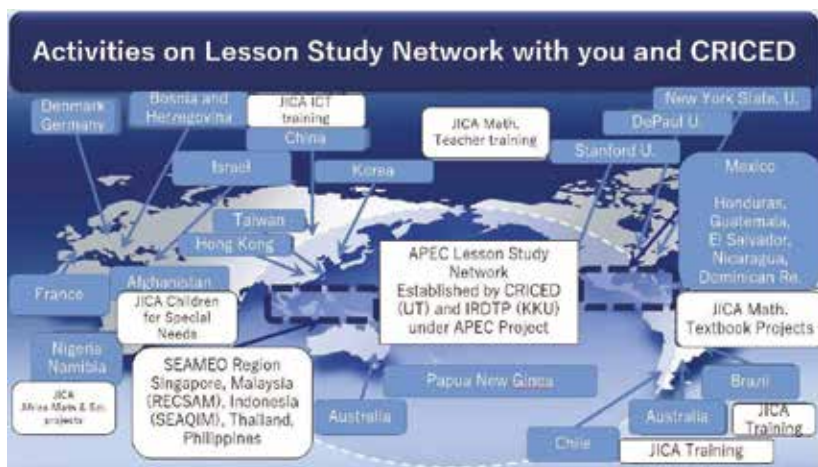 Activities on Lesson Study Network with you and CRICED
Denmark
Germany
Bosnia and
Herzegovina
JICA ICT
training
China
Israel
Korea
JICA Math.
Teacher training
New York State, U.
DePaul U.
Stanford U.
Mexico
Honduras,
Guatemala,
El Salvador,
Nicaragua,
Dominican Re.
Taiwan
Hong Kong
APEC Lesson Study
Network
Established by CRICED
(UT) and IRDTP (KKU)
under APEC Project
France
Afghanistan
JICA Children
for Special
Needs
JICA Math.
Textbook Projects
Nigeria
Namibia
JICA
Africa Math & Sci.
projects
SEAMEO Region
Singapore, Malaysia
(RECSAM), Indonesia
(SEAQIM), Thailand,
Philippines
Papua New Ginea
Australia
Brazil
Australia
JICA
Training
Chile
JICA Training